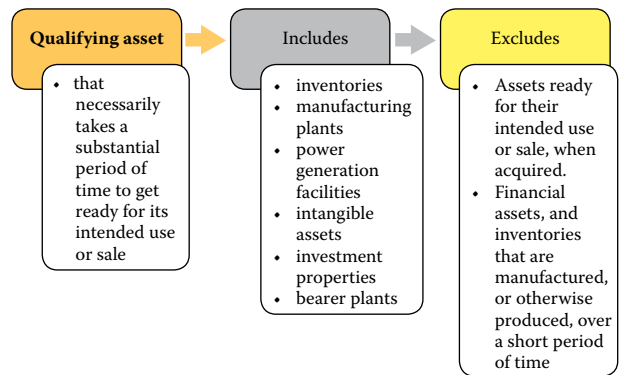 Qualifying asset
• that
necessarily
takes a
substantial
period of
time to get
ready for its
intended use
or sale
Includes
• inventories
• manufacturing
plants
• power
generation
facilities
• intangible
assets
• investment
properties
• bearer plants
Excludes
• Assets ready
for their
intended use
or sale, when
acquired.
• Financial
assets, and
inventories
that are
manufactured,
or otherwise
produced, over
a short period
of time